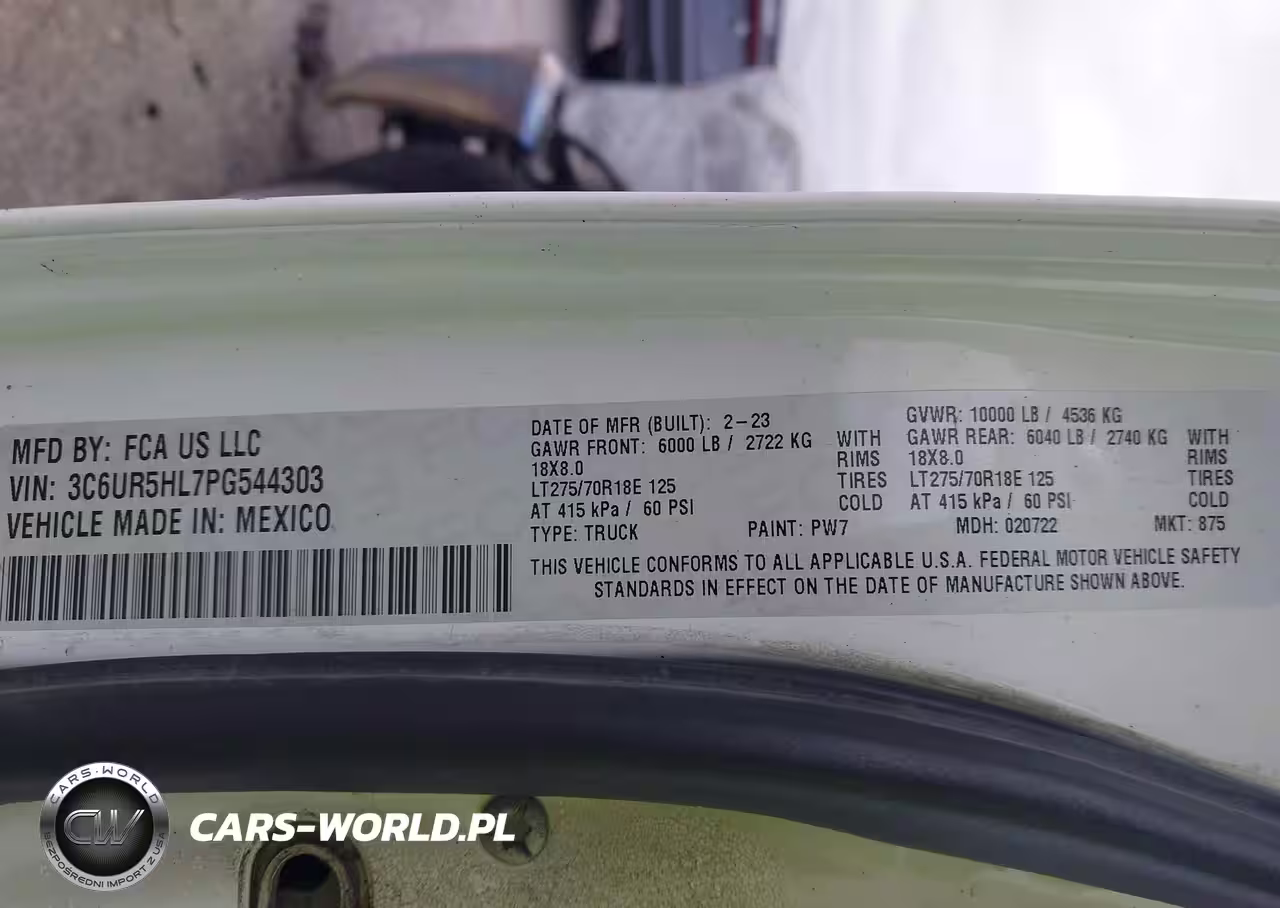 MFD BY: FCA US LLC
VIN: 3C6UR5HL7PG544303
VEHICLE MADE IN: MEXICO
DATE OF MFR (BUILT): 2-23
GAWR FRONT: 6000 LB / 2722 KG WITH
18X8.0 RIMS
LT275/70R18E 125 TIRES
AT 415 kPa / 60 PSI COLD
GVWR: 10000 LB / 4536 KG
GAWR REAR: 6040 LB / 2740 KG WITH
18X8.0 RIMS
LT275/70R18E 125 TIRES
AT 415 kPa / 60 PSI COLD
TYPE: TRUCK PAINT: PW7 MDH: 020722 MKT: 875
THIS VEHICLE CONFORMS TO ALL APPLICABLE U.S.A. FEDERAL MOTOR VEHICLE SAFETY
STANDARDS IN EFFECT ON THE DATE OF MANUFACTURE SHOWN ABOVE.
CARS-WORLD
CW
BEZPOŚREDNI IMPORT Z USA
CARS-WORLD.PL